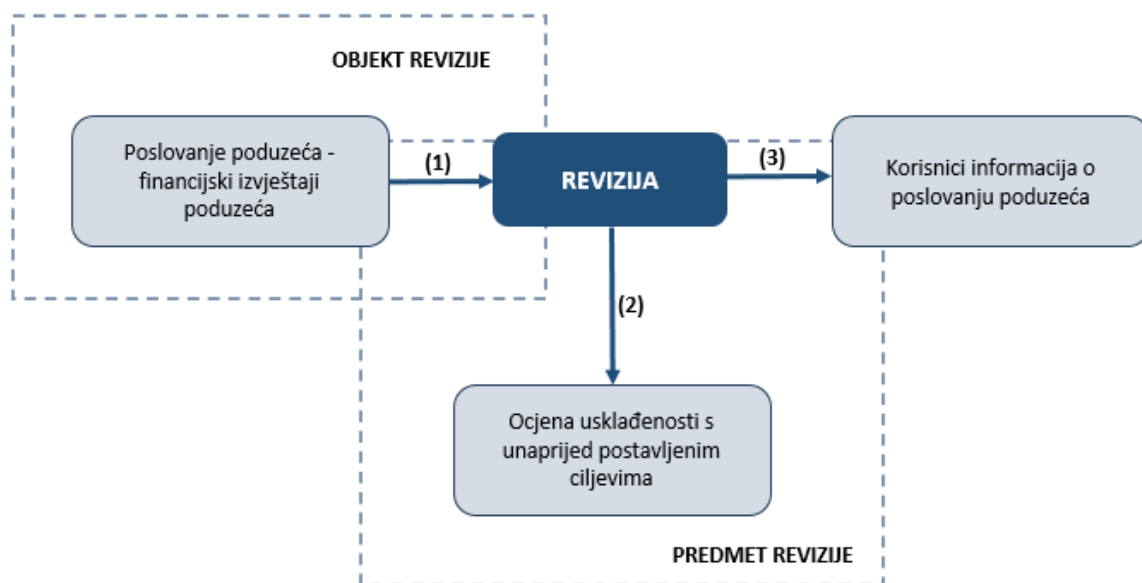 OBJEKT REVIZIJE
Poslovanje poduzeća -
financijski izvještaji
poduzeća
(1)
REVIZIJA
(3)
Korisnici informacija o
poslovanju poduzeća
(2)
Ocjena usklađenosti s
unaprijed postavljenim
ciljevima
PREDMET REVIZIJE